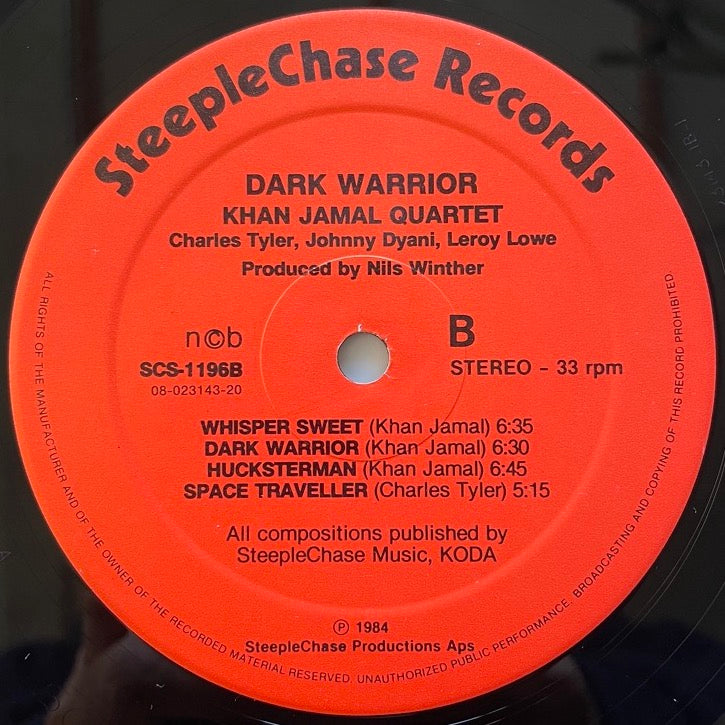 SteepleChase Records
DARK WARRIOR
KHAN JAMAL QUARTET
Charles Tyler, Johnny Dyani, Leroy Lowe
Produced by Nils Winther
n©b
B
SCS-1196B
STEREO - 33 rpm
08-023143-20
WHISPER SWEET (Khan Jamal) 6:35
DARK WARRIOR (Khan Jamal) 6:30
HUCKSTERMAN (Khan Jamal) 6:45
SPACE TRAVELLER (Charles Tyler) 5:15
All compositions published by
SteepleChase Music, KODA
℗ 1984
SteepleChase Productions Aps
ALL RIGHTS OF THE MANUFACTURER AND OF THE OWNER OF THE RECORDED MATERIAL RESERVED. UNAUTHORIZED PUBLIC PERFORMANCE, BROADCASTING AND COPYING OF THIS RECORD PROHIBITED.